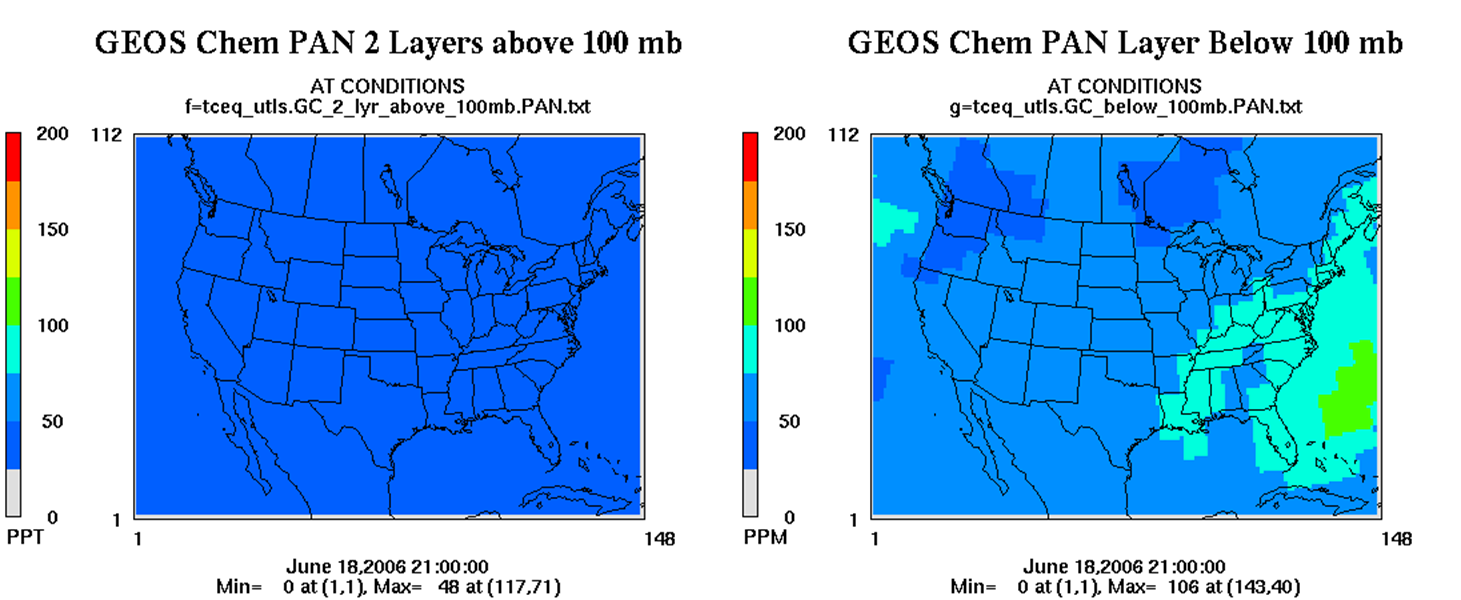 GEOS Chem PAN 2 Layers above 100 mb
AT CONDITIONS
f=tceq_utls.GC_2_lyr_above_100mb.PAN.txt
200
150
100
50
0
PPT
112
1
1
148
June 18,2006 21:00:00
Min= 0 at (1,1), Max= 48 at (117,71)
GEOS Chem PAN Layer Below 100 mb
AT CONDITIONS
g=tceq_utls.GC_below_100mb.PAN.txt
200
150
100
50
0
PPM
112
1
1
148
June 18,2006 21:00:00
Min= 0 at (1,1), Max= 106 at (143,40)